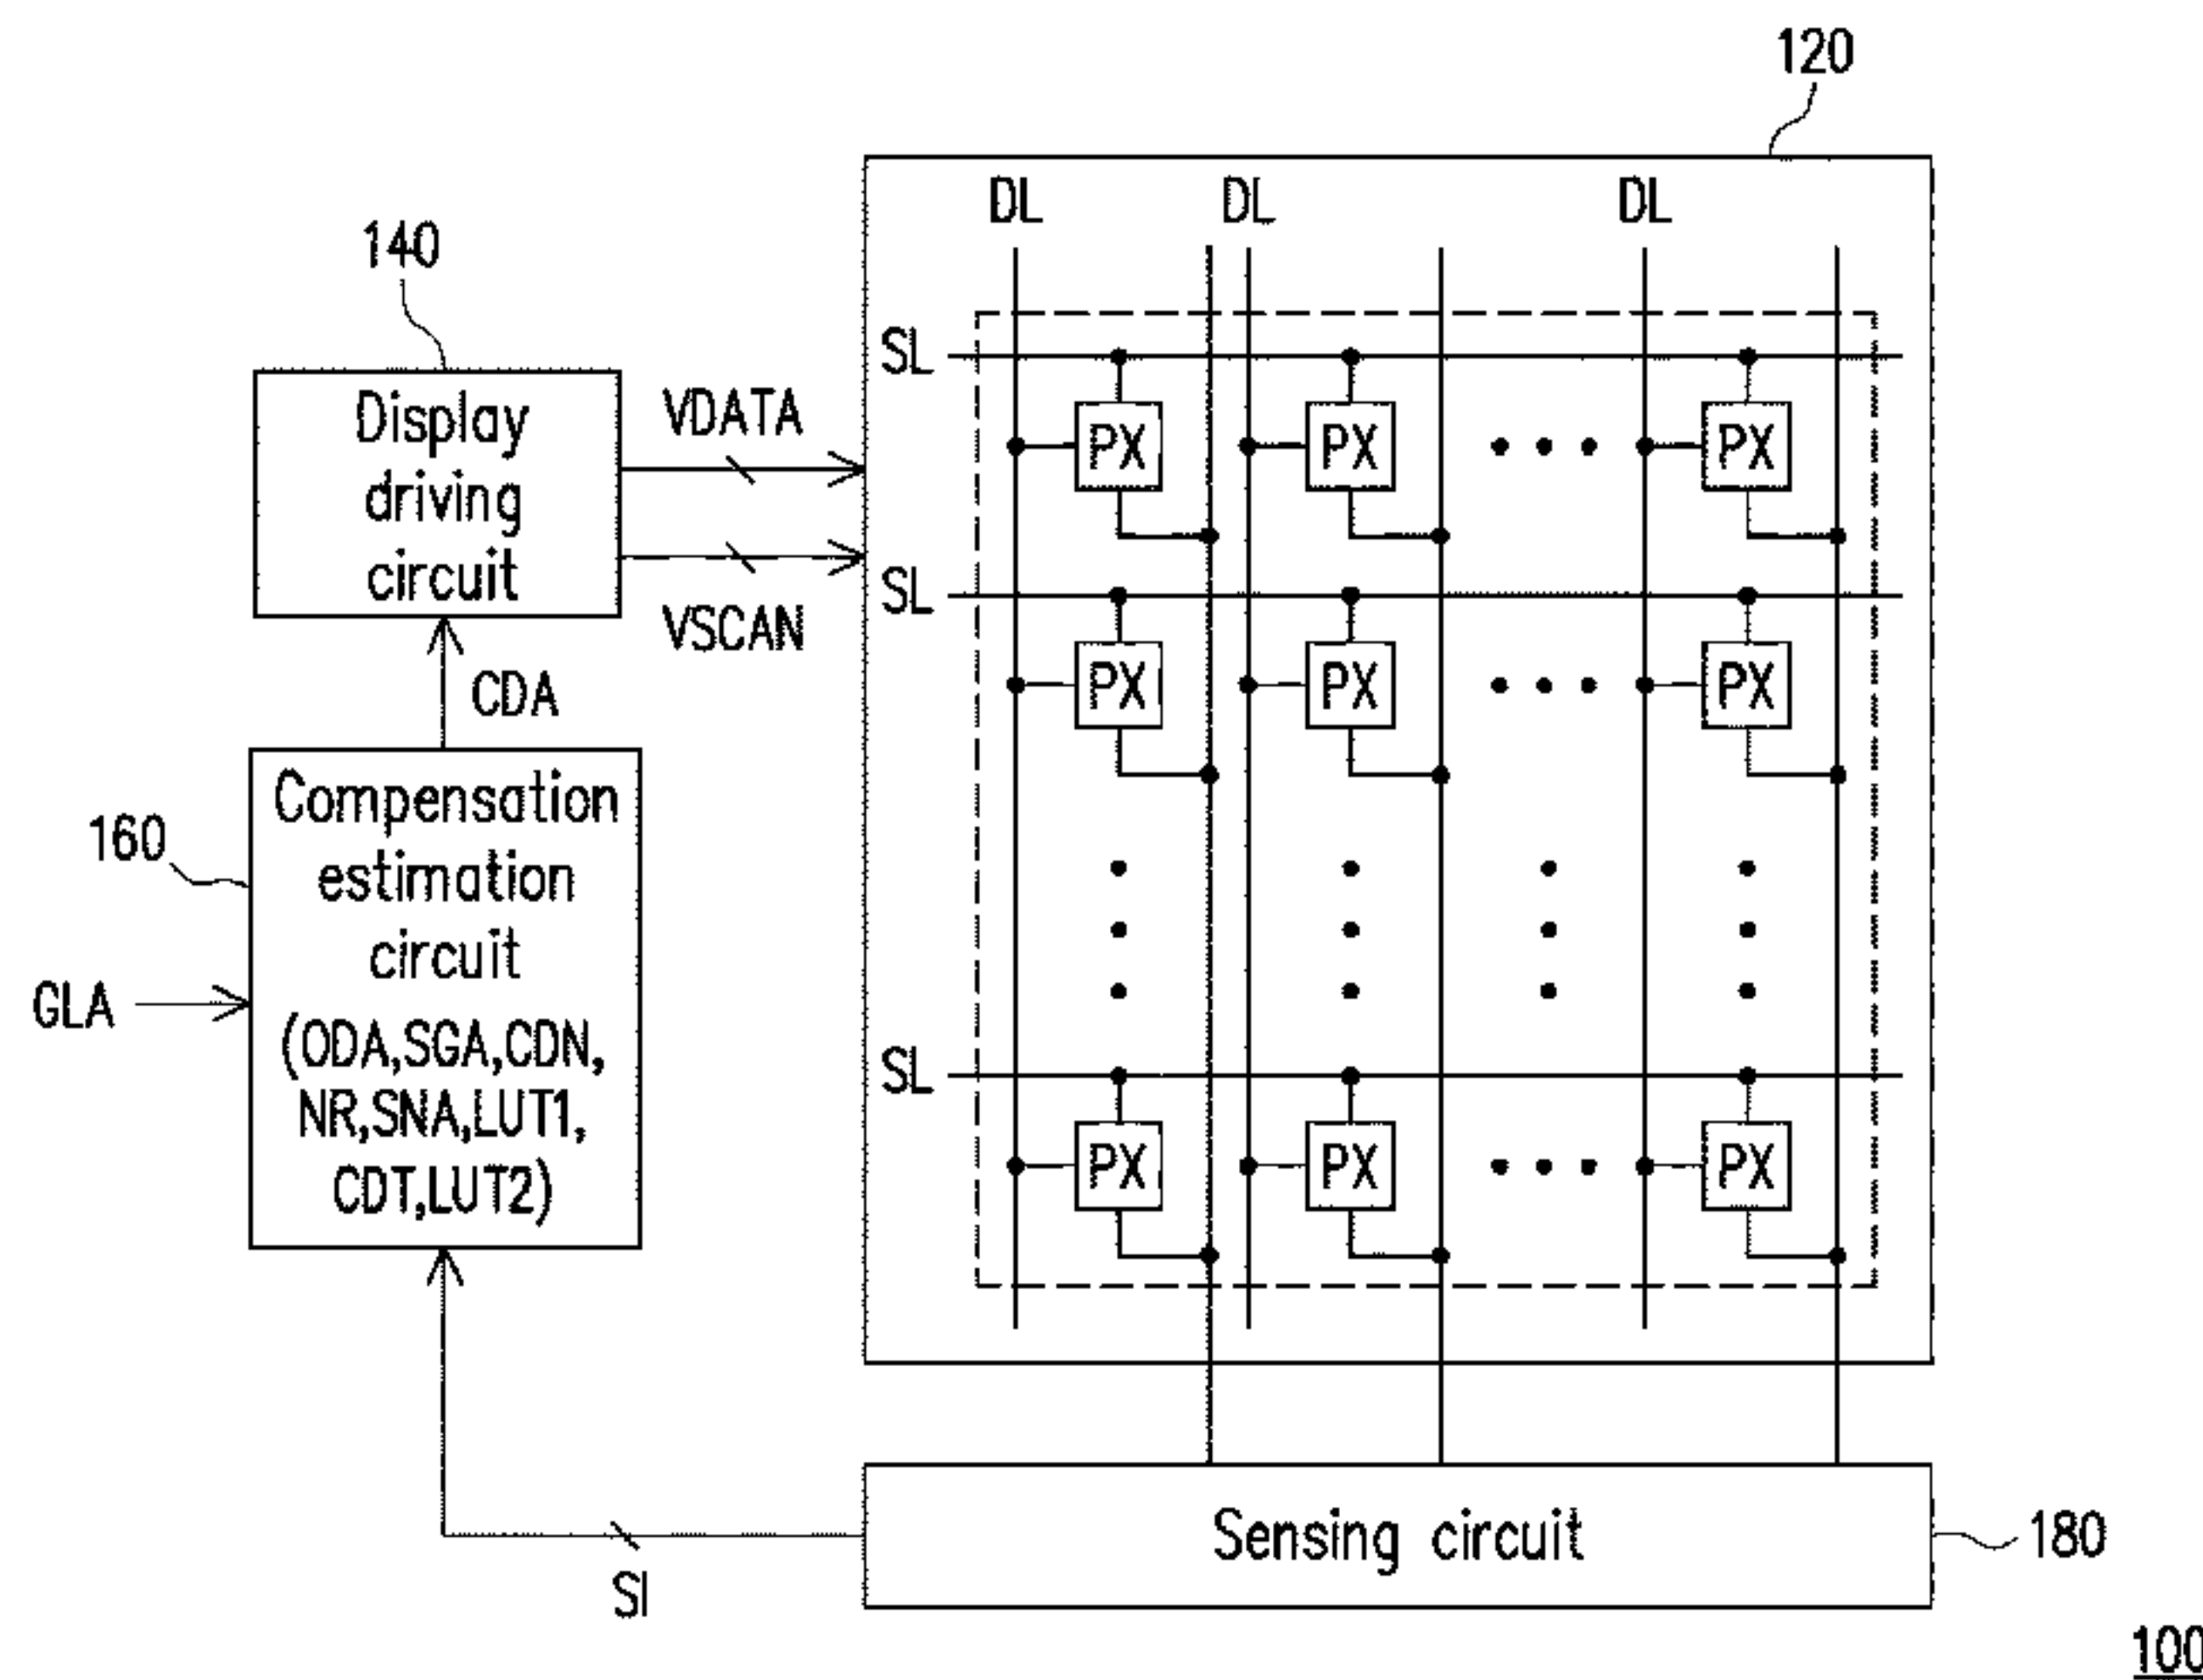 120
DL DL DL
140
SL
Display
driving
circuit
VDATA
PX PX PX
SL
VSCAN
CDA
PX PX PX
160
Compensation
estimation
circuit
(ODA,SGA,CDN,
NR,SNA,LUT1,
CDT,LUT2)
GLA
SL
PX PX PX
Sensing circuit
180
SI
100